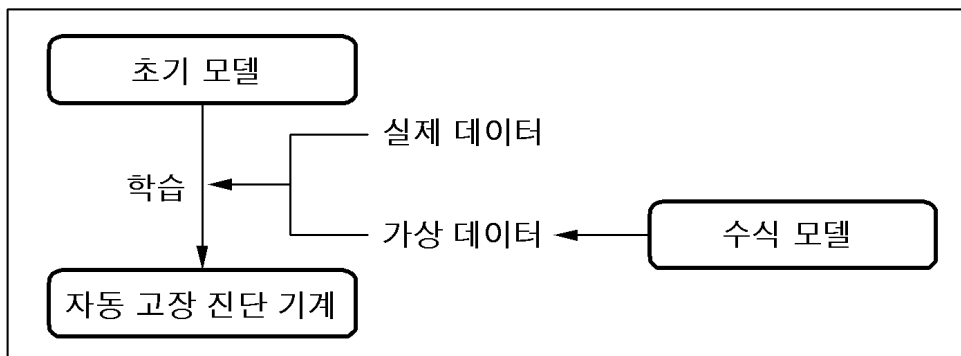 초기 모델
실제 데이터
학습
가상 데이터
수식 모델
자동 고장 진단 기계